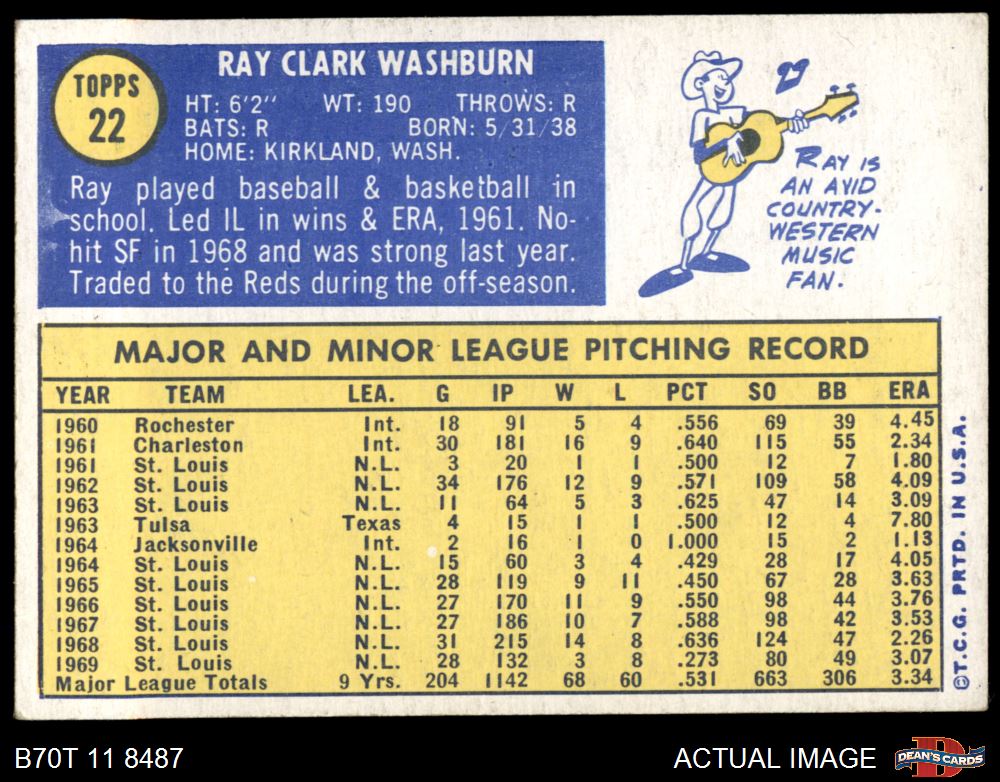 TOPPS
22
RAY CLARK WASHBURN
HT: 6'2" WT: 190 THROWS: R
BATS: R BORN: 5/31/38
HOME: KIRKLAND, WASH.
Ray played baseball & basketball in
school. Led IL in wins & ERA, 1961. No-
hit SF in 1968 and was strong last year.
Traded to the Reds during the off-season.
RAY IS
AN AVID
COUNTRY-
WESTERN
MUSIC
FAN.
MAJOR AND MINOR LEAGUE PITCHING RECORD
YEAR TEAM LEA. G IP W L PCT SO BB ERA
1960 Rochester Int. 18 91 5 4 .556 69 39 4.45
1961 Charleston Int. 30 181 16 9 .640 115 55 2.34
1961 St. Louis N.L. 3 20 1 1 .500 12 7 1.80
1962 St. Louis N.L. 34 176 12 9 .571 109 58 4.09
1963 St. Louis N.L. 11 64 5 3 .625 47 14 3.09
1963 Tulsa Texas 4 15 1 1 .500 12 4 7.80
1964 Jacksonville Int. 2 16 1 0 1.000 15 2 1.13
1964 St. Louis N.L. 15 60 3 4 .429 28 17 4.05
1965 St. Louis N.L. 28 119 9 11 .450 67 28 3.63
1966 St. Louis N.L. 27 170 11 9 .550 98 44 3.76
1967 St. Louis N.L. 27 186 10 7 .588 98 42 3.53
1968 St. Louis N.L. 31 215 14 8 .636 124 47 2.26
1969 St. Louis N.L. 28 132 3 8 .273 80 49 3.07
Major League Totals 9 Yrs. 204 1142 68 60 .531 663 306 3.34
©T.C.G. PRTD. IN U.S.A.
B70T 11 8487
ACTUAL IMAGE
D
DEAN'S CARDS